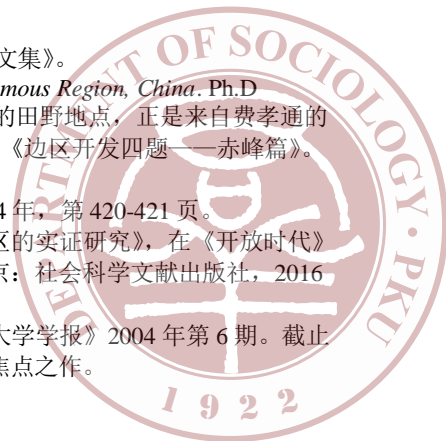 文集》。
mous Region, China. Ph.D
的田野地点，正是来自费孝通的
《边区开发四题——赤峰篇》。
4 年，第 420-421 页。
区的实证研究》，在《开放时代》
京：社会科学文献出版社，2016
大学学报》2004 年第 6 期。截止
焦点之作。
DEPARTMENT OF SOCIOLOGY · PKU
1922